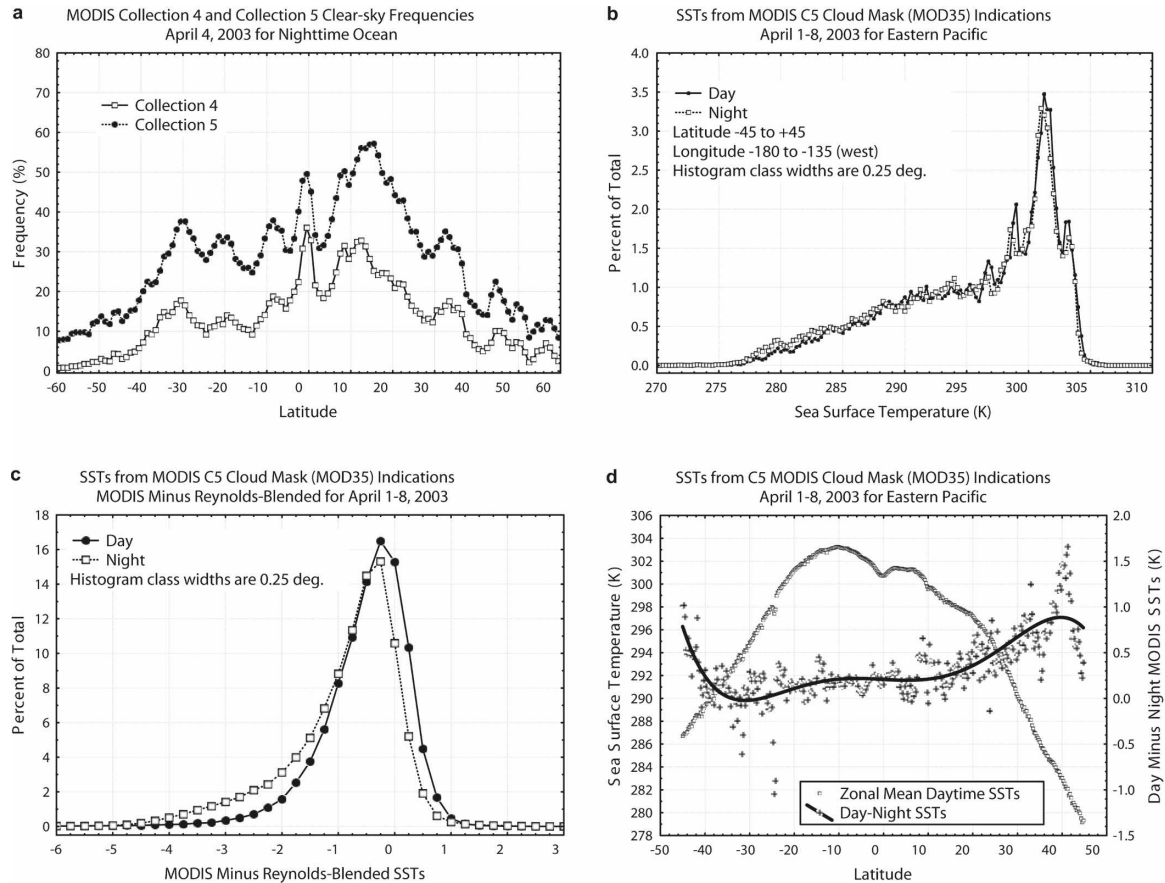 a
MODIS Collection 4 and Collection 5 Clear-sky Frequencies
April 4, 2003 for Nighttime Ocean
80
70
60
50
40
30
20
10
0
Frequency (%)
Collection 4
Collection 5
-60 -50 -40 -30 -20 -10 0 10 20 30 40 50 60
Latitude
b
SSTs from MODIS C5 Cloud Mask (MOD35) Indications
April 1-8, 2003 for Eastern Pacific
4.0
3.5
3.0
2.5
2.0
1.5
1.0
0.5
0.0
Percent of Total
Day
Night
Latitude -45 to +45
Longitude -180 to -135 (west)
Histogram class widths are 0.25 deg.
270 275 280 285 290 295 300 305 310
Sea Surface Temperature (K)
c
SSTs from MODIS C5 Cloud Mask (MOD35) Indications
MODIS Minus Reynolds-Blended for April 1-8, 2003
18
16
14
12
10
8
6
4
2
0
Percent of Total
Day
Night
Histogram class widths are 0.25 deg.
-6 -5 -4 -3 -2 -1 0 1 2 3
MODIS Minus Reynolds-Blended SSTs
d
SSTs from C5 MODIS Cloud Mask (MOD35) Indications
April 1-8, 2003 for Eastern Pacific
306
304
302
300
298
296
294
292
290
288
286
284
282
280
278
Sea Surface Temperature (K)
2.0
1.5
1.0
0.5
0.0
-0.5
-1.0
-1.5
Day Minus Night MODIS SSTs (K)
Zonal Mean Daytime SSTs
Day-Night SSTs
-50 -40 -30 -20 -10 0 10 20 30 40 50
Latitude